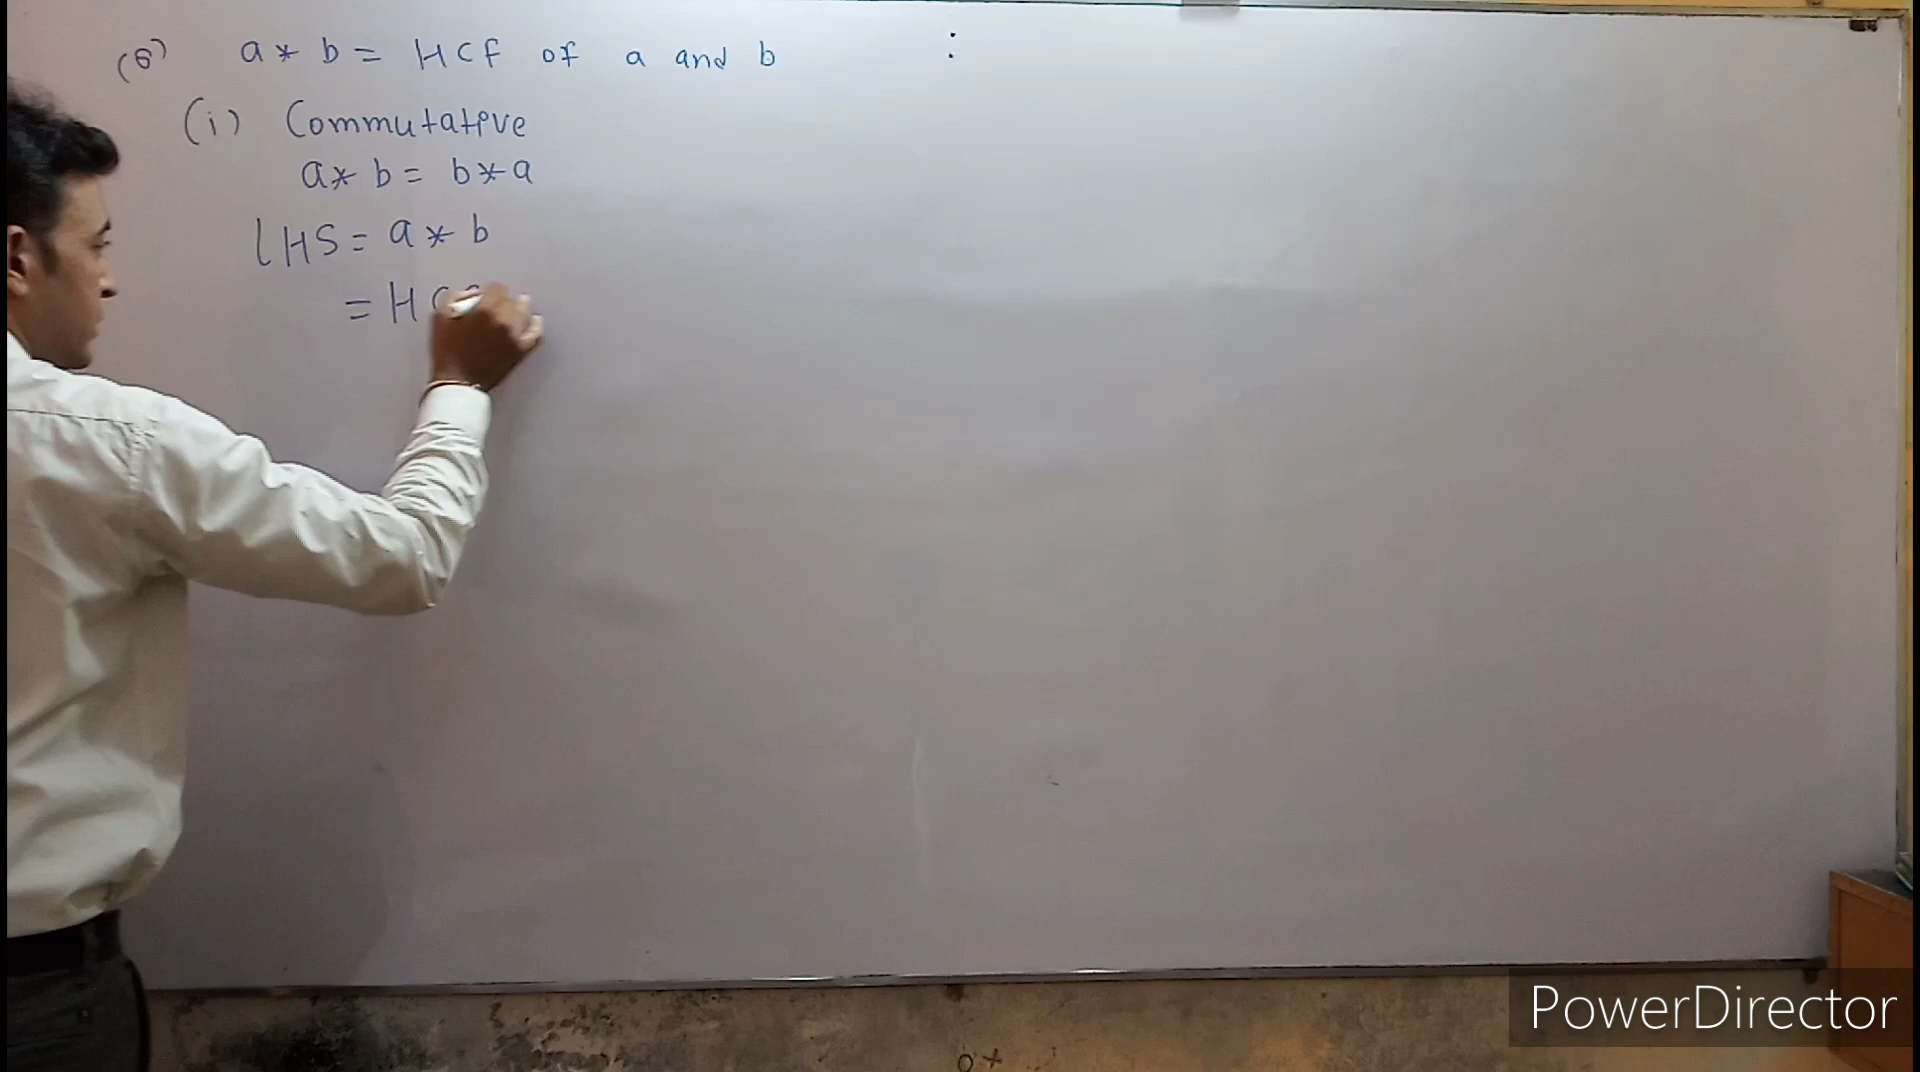 (6) a * b = HCF of a and b :
(i) Commutative
a * b = b * a
LHS = a * b
= HC
PowerDirector